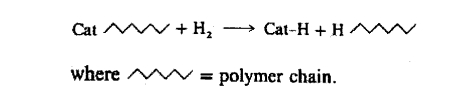 Cat + H₂ → Cat-H + H
where = polymer chain.